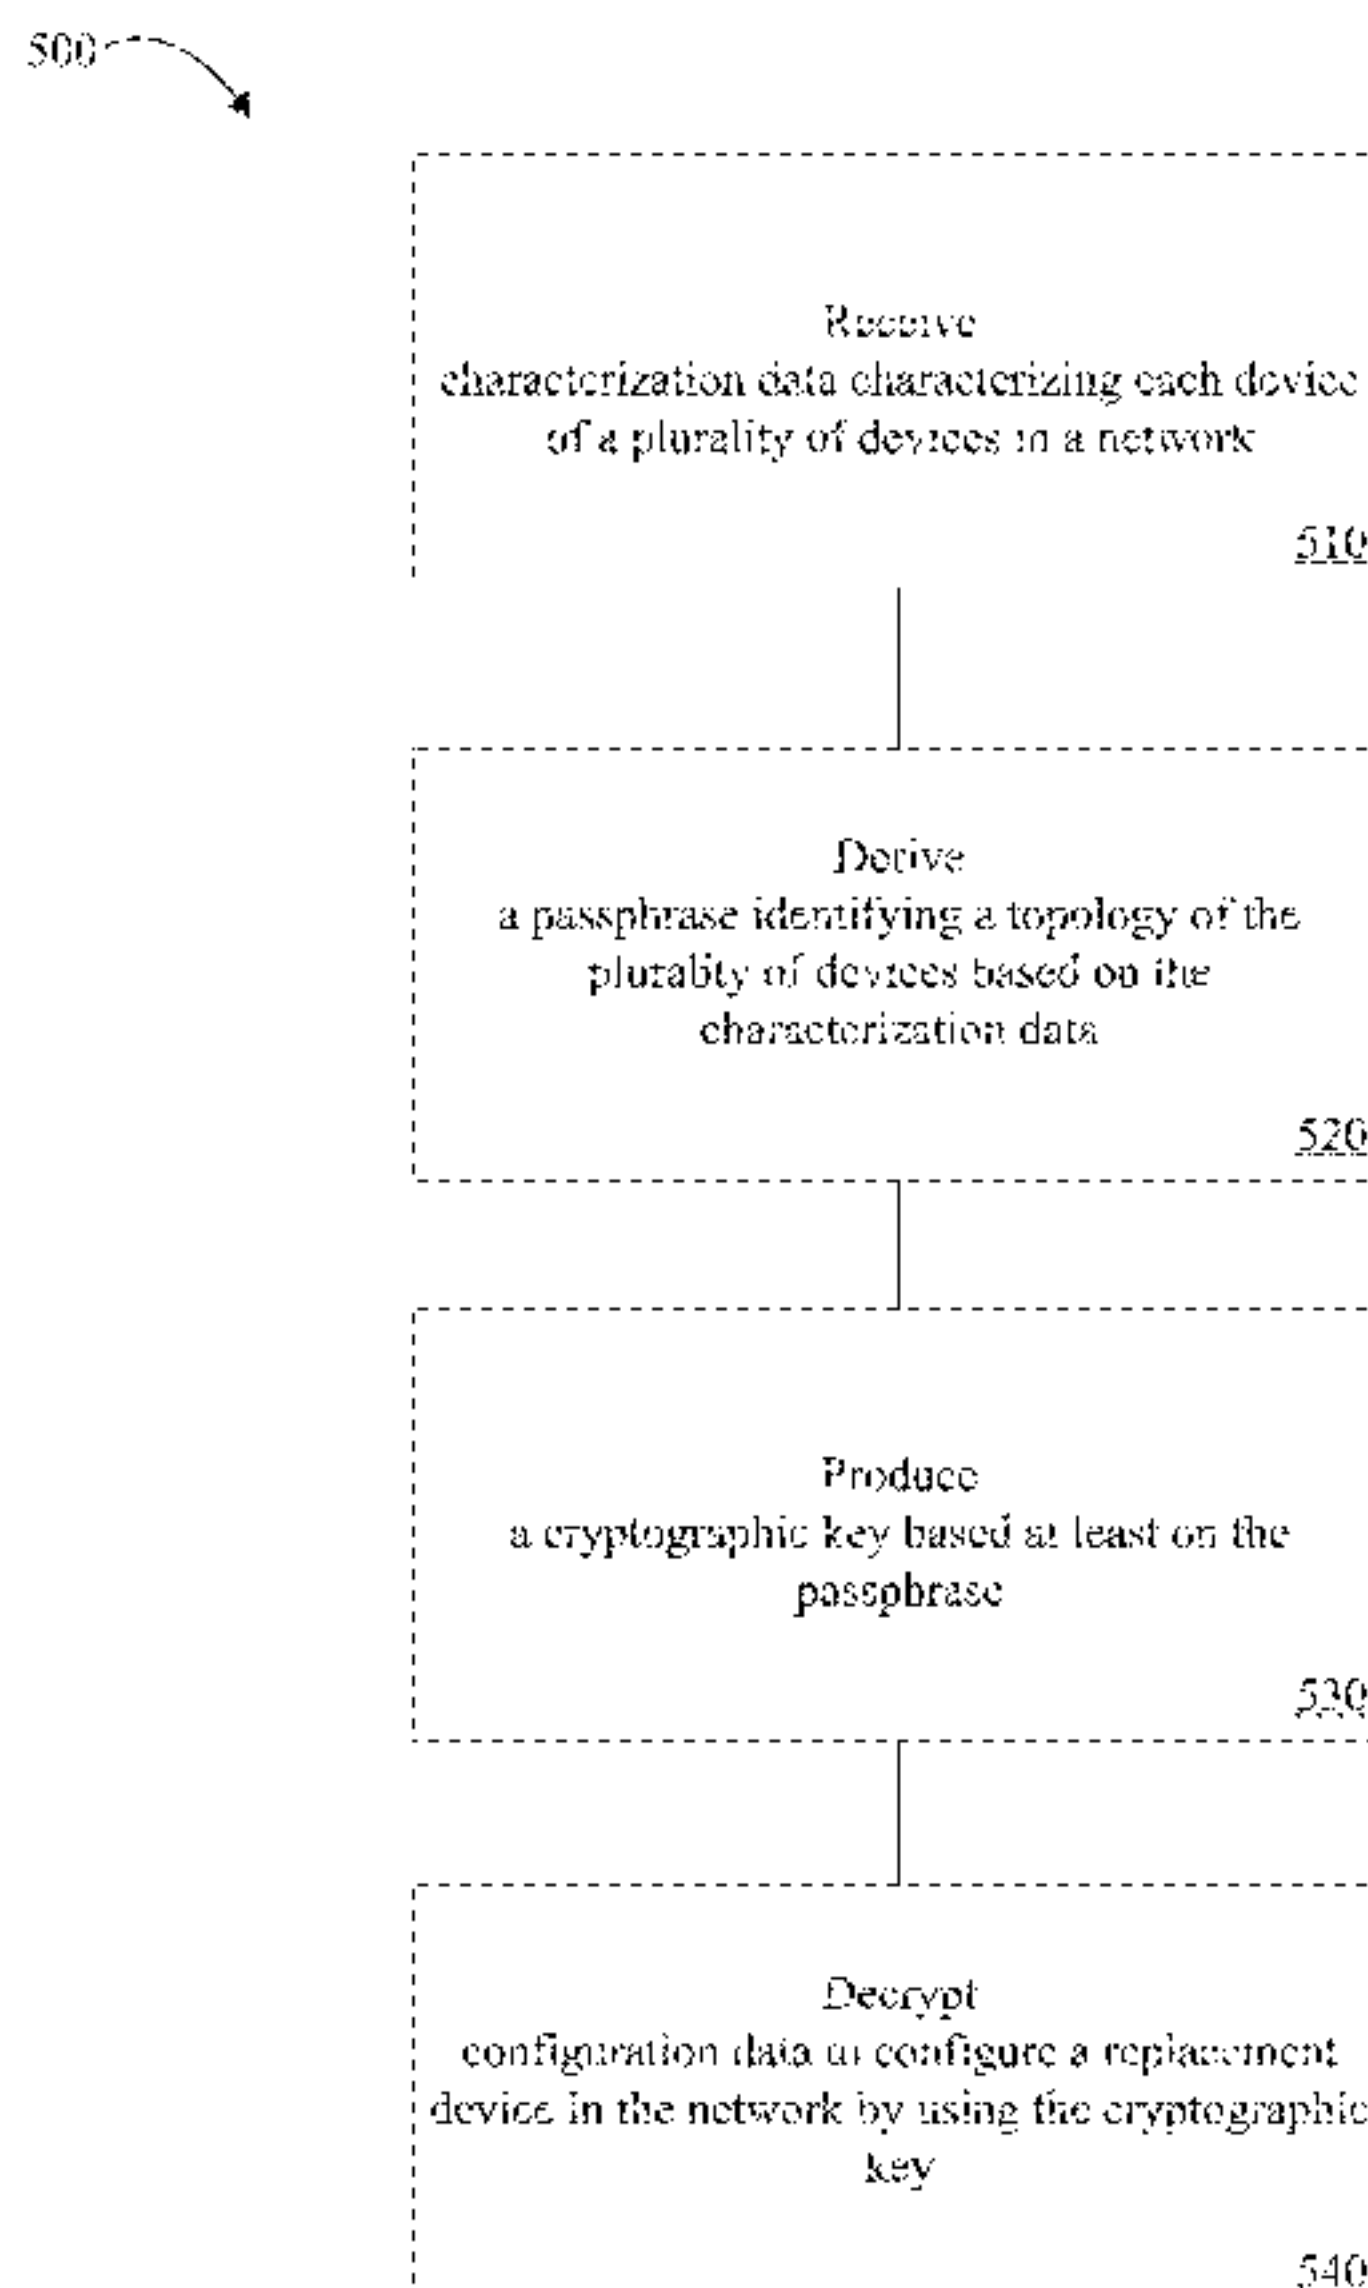 500
Receive
characterization data characterizing each device
of a plurality of devices in a network
510
Derive
a passphrase identifying a topology of the
plurality of devices based on the
characterization data
520
Produce
a cryptographic key based at least on the
passphrase
530
Decrypt
configuration data to configure a replacement
device in the network by using the cryptographic
key
540